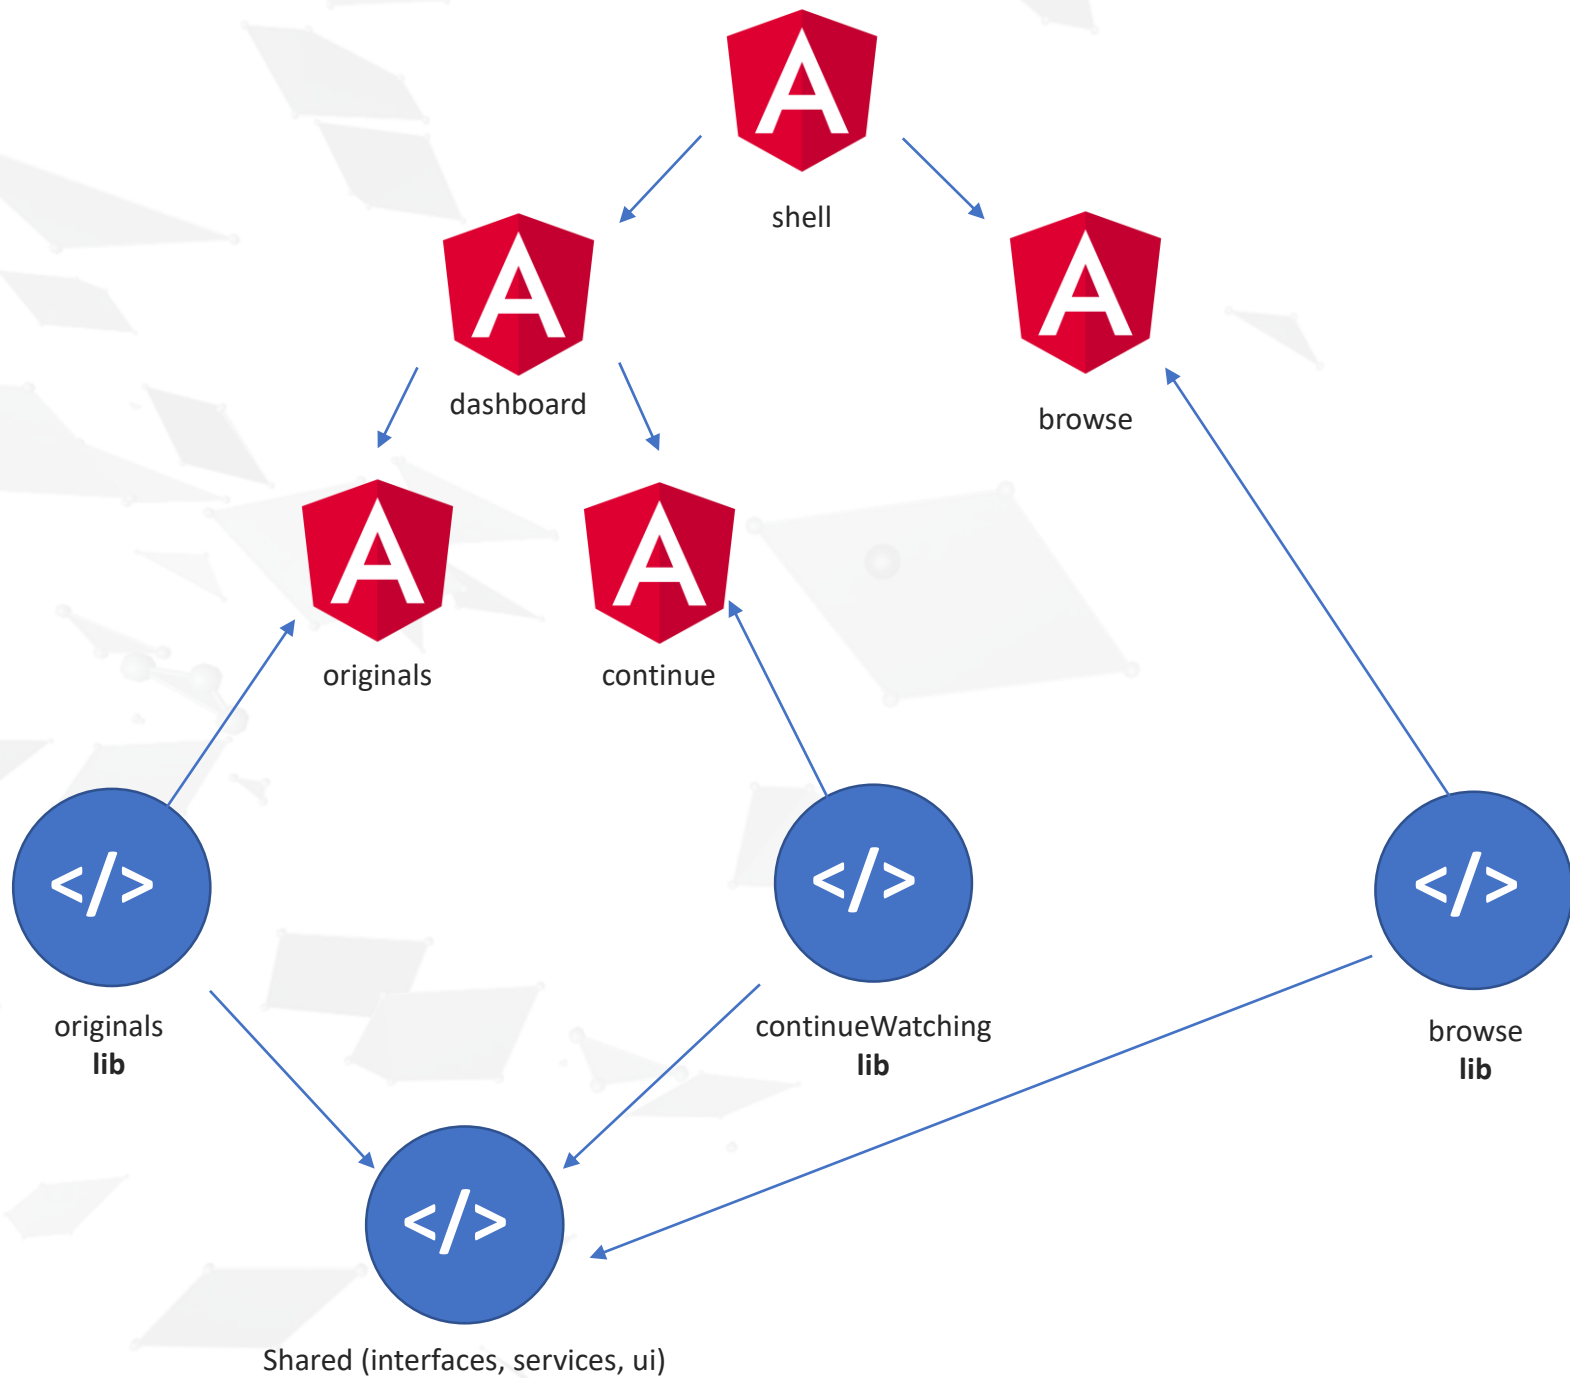 shell
dashboard
browse
originals
continue
</>
</>
</>
originals
lib
continueWatching
lib
browse
lib
</>
Shared (interfaces, services, ui)